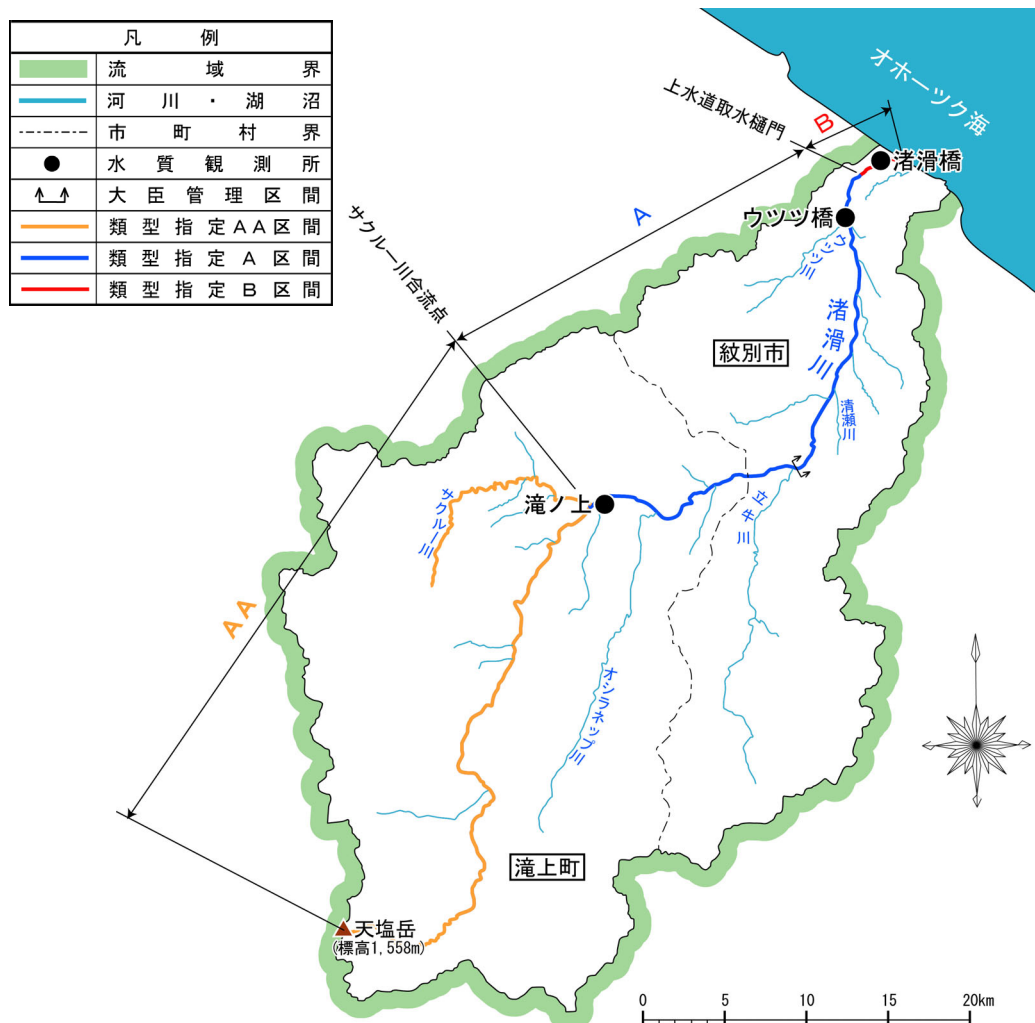 凡例
流域界
河川・湖沼
市町村界
水質観測所
大臣管理区間
類型指定AA区間
類型指定A区間
類型指定B区間
オホーツク海
上水道取水樋門
B
渚滑橋
A
ウツツ橋
ウツツ川
サクルー川合流点
渚滑川
紋別市
清瀬川
滝ノ上
サクルー川
立牛川
AA
オシラネップ川
滝上町
天塩岳
(標高1,558m)
0 5 10 15 20km